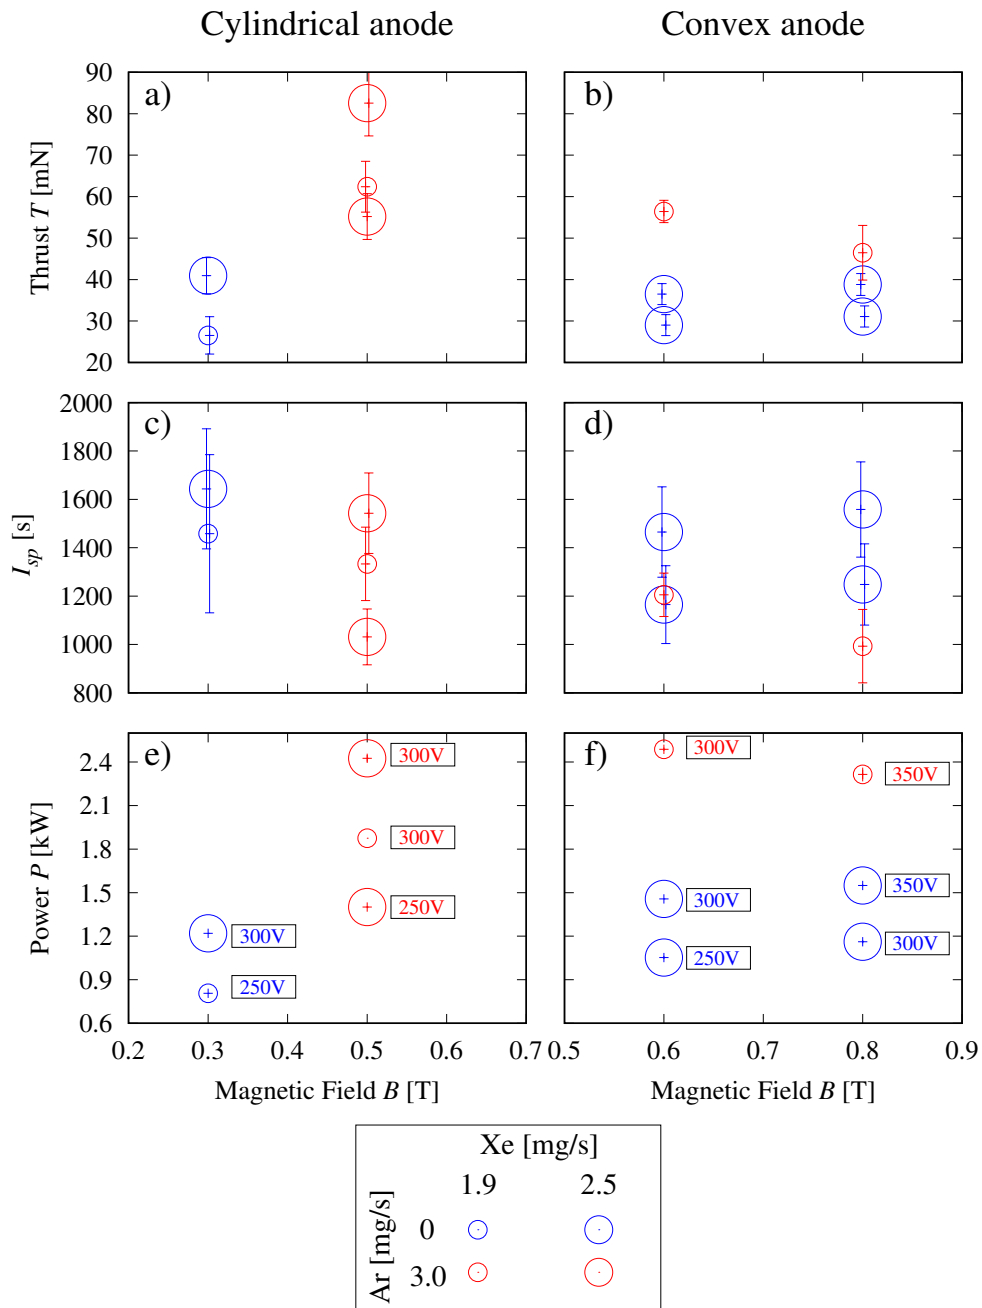 Cylindrical anode
Convex anode
Thrust T [mN]
90
80
70
60
50
40
30
20
a)
b)
I_sp [s]
2000
1800
1600
1400
1200
1000
800
c)
d)
Power P [kW]
2.4
2.1
1.8
1.5
1.2
0.9
0.6
e)
300V
300V
250V
300V
250V
f)
300V
350V
300V
350V
250V
300V
0.2 0.3 0.4 0.5 0.6 0.7
0.5 0.6 0.7 0.8 0.9
Magnetic Field B [T]
Magnetic Field B [T]
Xe [mg/s]
1.9 2.5
Ar [mg/s]
0
3.0